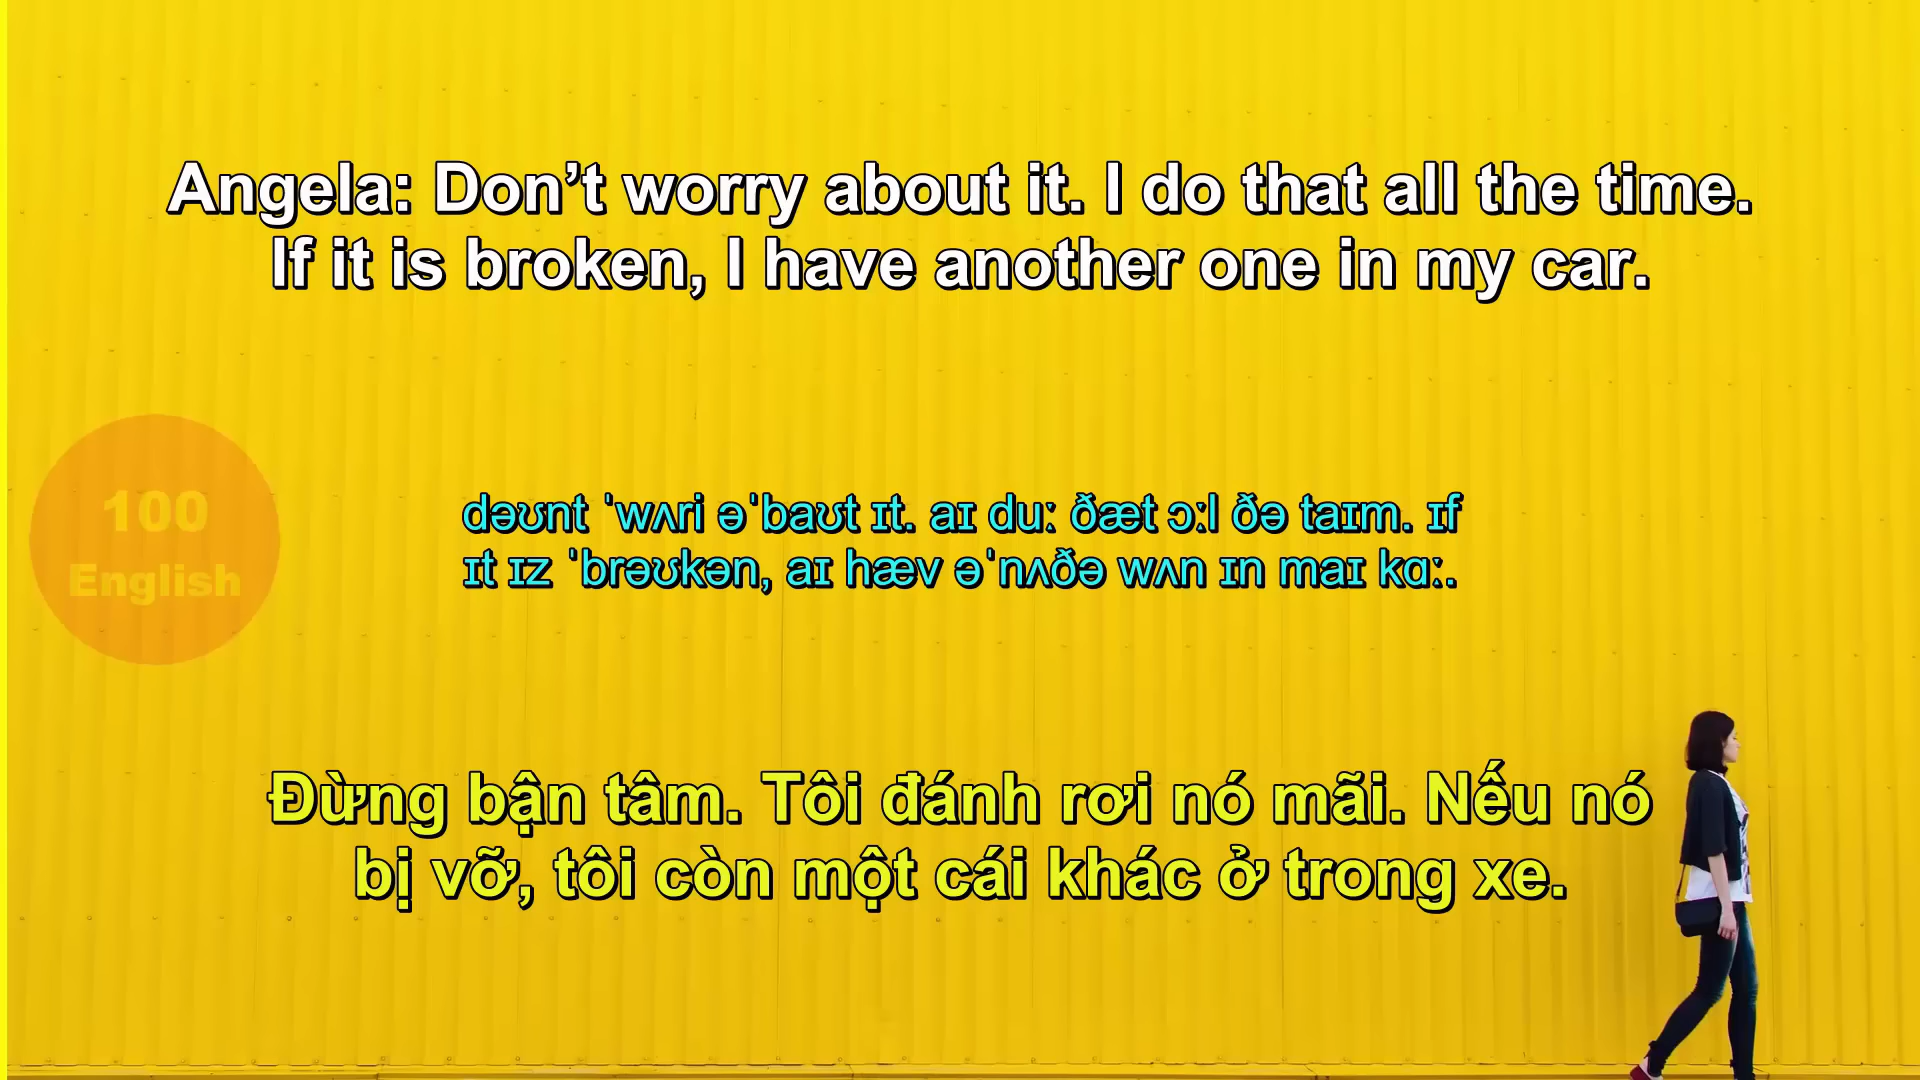 Angela: Don’t worry about it. I do that all the time.
If it is broken, I have another one in my car.
100
English
dəʊnt ˈwʌri əˈbaʊt ɪt. aɪ duː ðæt ɔːl ðə taɪm. ɪf
ɪt ɪz ˈbrəʊkən, aɪ hæv əˈnʌðə wʌn ɪn maɪ kɑː.
Đừng bận tâm. Tôi đánh rơi nó mãi. Nếu nó
bị vỡ, tôi còn một cái khác ở trong xe.